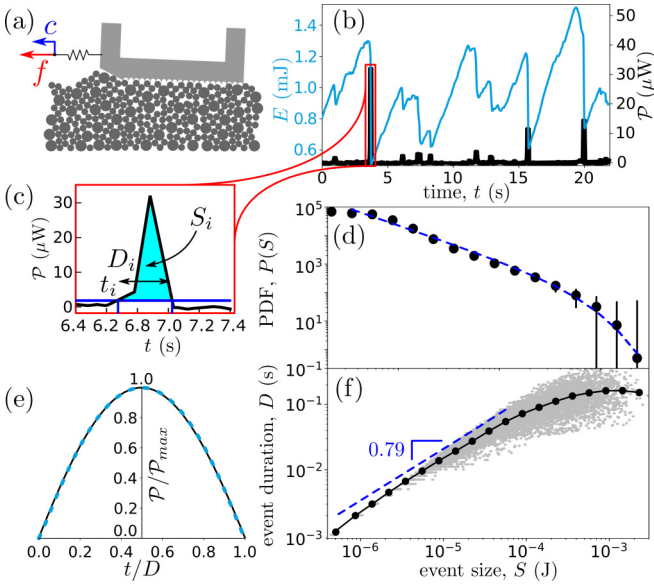 (a)
c
f
(b)
E (mJ)
1.4
1.2
1.0
0.8
0.6
50
40
30
20
10
0
𝒫 (μW)
0 5 10 15 20
time, t (s)
(c)
𝒫 (μW)
30
20
10
0
S_i
D_i
t_i
6.4 6.6 6.8 7.0 7.2 7.4
t (s)
(d)
PDF, P(S)
10^5
10^3
10^1
10^-1
(e)
1.0
0.8
0.6
0.4
0.2
0.0
𝒫/𝒫_max
0.0 0.2 0.4 0.6 0.8 1.0
t/D
(f)
event duration, D (s)
10^-1
10^-2
10^-3
0.79
10^-6 10^-5 10^-4 10^-3
event size, S (J)